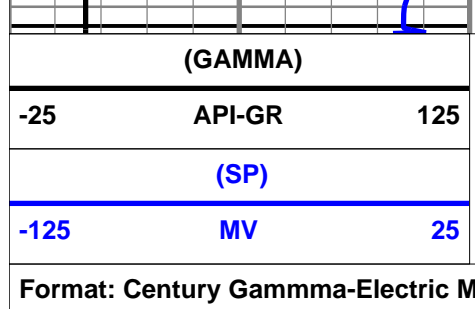 (GAMMA)
-25 API-GR 125
(SP)
-125 MV 25
Format: Century Gammma-Electric M